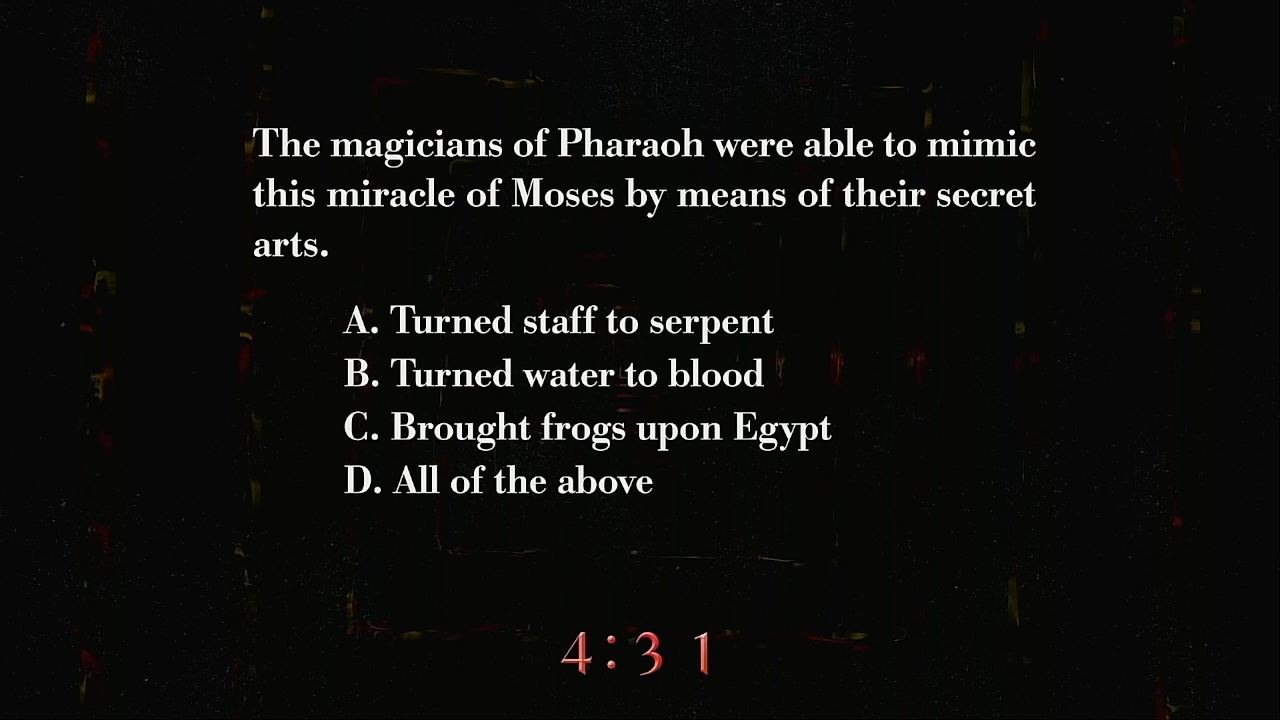 The magicians of Pharaoh were able to mimic
this miracle of Moses by means of their secret
arts.
A. Turned staff to serpent
B. Turned water to blood
C. Brought frogs upon Egypt
D. All of the above
4:31